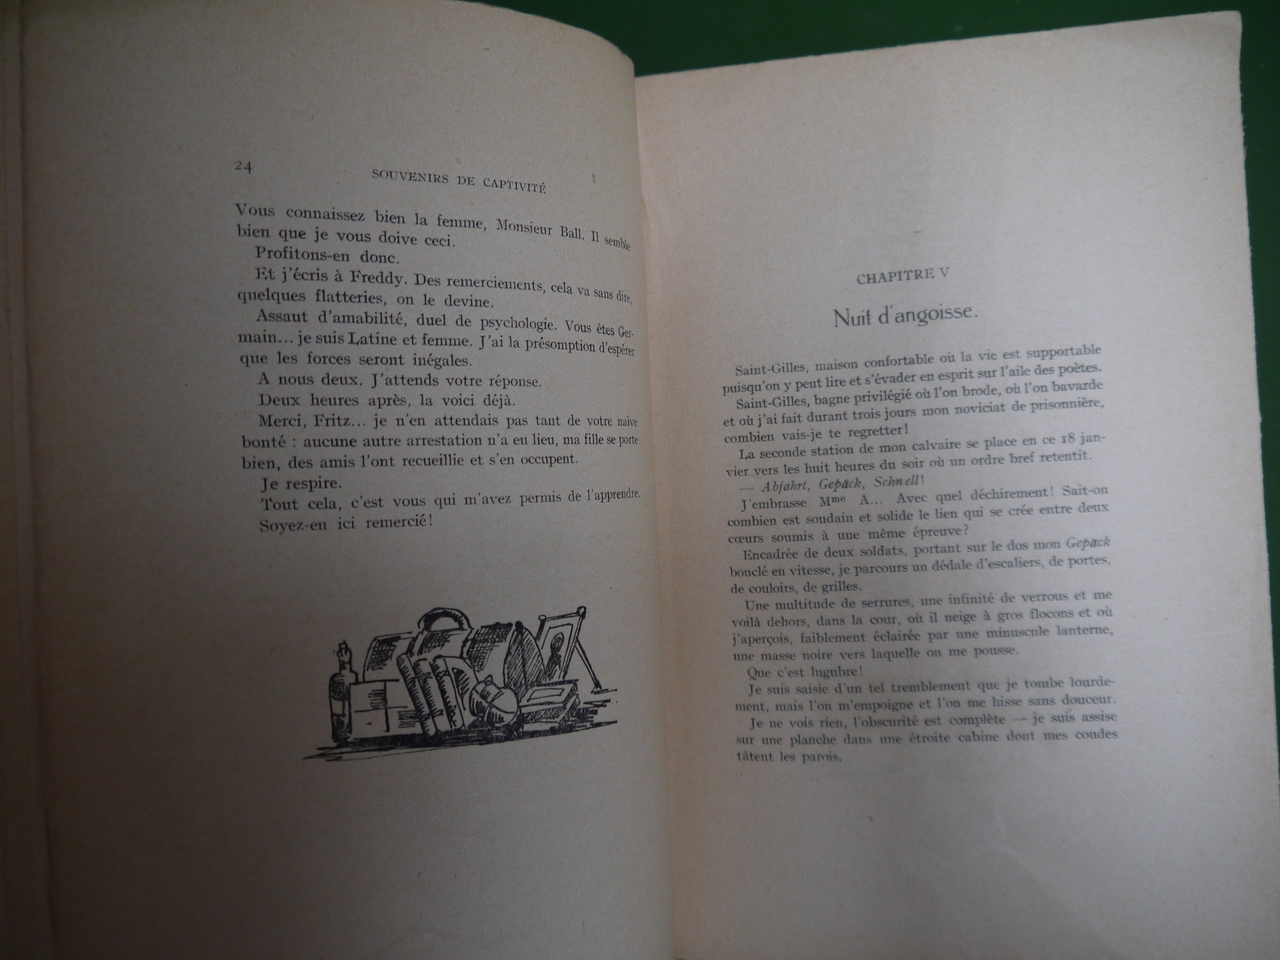 24
SOUVENIRS DE CAPTIVITÉ
Vous connaissez bien la femme, Monsieur Ball. Il semble
bien que je vous doive ceci.
Profitons-en donc.
Et j'écris à Freddy. Des remerciements, cela va sans dire,
quelques flatteries, on le devine.
Assaut d'amabilité, duel de psychologie. Vous êtes Ger-
main... je suis Latine et femme. J'ai la présomption d'espérer
que les forces seront inégales.
A nous deux. J'attends votre réponse.
Deux heures après, la voici déjà.
Merci, Fritz... je n'en attendais pas tant de votre naïve
bonté : aucune autre arrestation n'a eu lieu, ma fille se porte
bien, des amis l'ont recueillie et s'en occupent.
Je respire.
Tout cela, c'est vous qui m'avez permis de l'apprendre.
Soyez-en ici remercié!
CHAPITRE V
Nuit d'angoisse.
Saint-Gilles, maison confortable où la vie est supportable
puisqu'on y peut lire et s'évader en esprit sur l'aile des poètes.
Saint-Gilles, bagne privilégié où l'on brode, où l'on bavarde
et où j'ai fait durant trois jours mon noviciat de prisonnière,
combien vais-je te regretter!
La seconde station de mon calvaire se place en ce 18 jan-
vier vers les huit heures du soir où un ordre bref retentit.
— Abfahrt, Gepäck, Schnell!
J'embrasse Mme A... Avec quel déchirement! Sait-on
combien est soudain et solide le lien qui se crée entre deux
cœurs soumis à une même épreuve?
Encadrée de deux soldats, portant sur le dos mon Gepäck
bouclé en vitesse, je parcours un dédale d'escaliers, de portes,
de couloirs, de grilles.
Une multitude de serrures, une infinité de verrous et me
voilà dehors, dans la cour, où il neige à gros flocons et où
j'aperçois, faiblement éclairée par une minuscule lanterne,
une masse noire vers laquelle on me pousse.
Que c'est lugubre!
Je suis saisie d'un tel tremblement que je tombe lourde-
ment, mais l'on m'empoigne et l'on me hisse sans douceur.
Je ne vois rien, l'obscurité est complète — je suis assise
sur une planche dans une étroite cabine dont mes coudes
tâtent les parois.